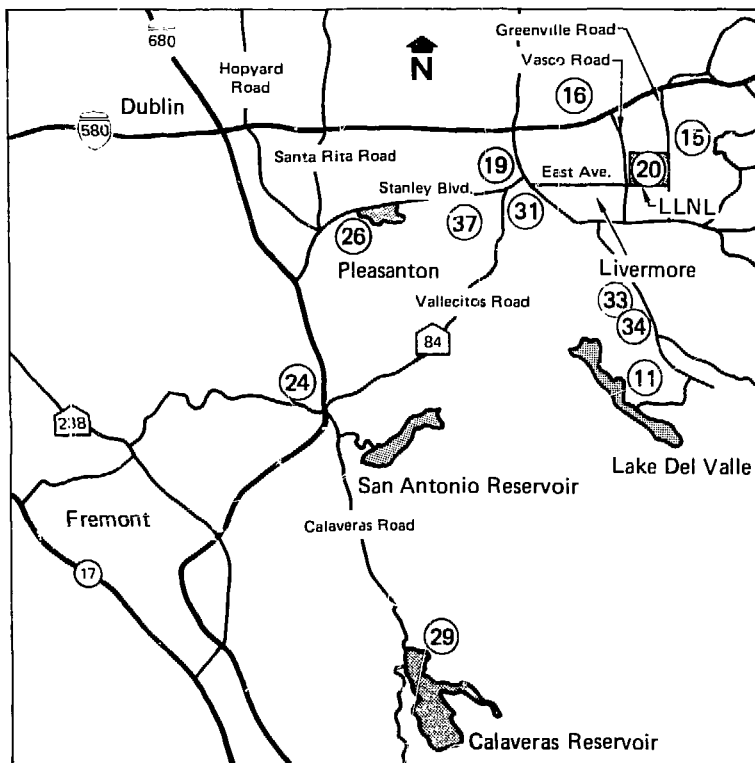 Greenville Road
680
Vasco Road
N
Hopyard
Road
16
Dublin
580
15
Santa Rita Road
19
East Ave.
20
Stanley Blvd.
LLNL
26
37
31
Pleasanton
Livermore
Vallecitos Road
33
34
84
24
11
238
Lake Del Valle
San Antonio Reservoir
Fremont
Calaveras Road
17
29
Calaveras Reservoir